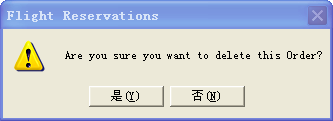 Flight Reservations
Are you sure you want to delete this Order?
是(Y) 否(N)